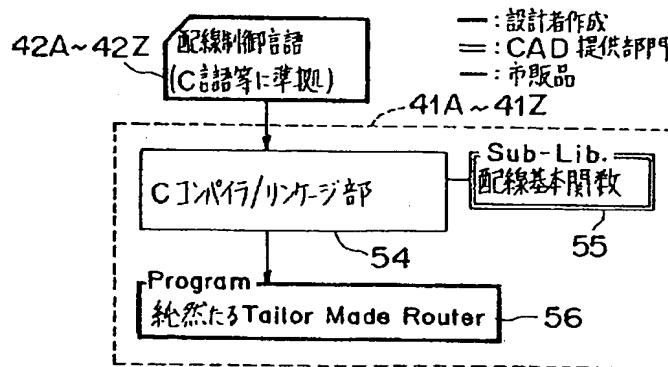 42A~42Z
配線制御言語
(C言語等に準拠)
━:設計者作成
═:CAD提供部門
─:市販品
41A~41Z
Cコンパイラ/リンケージ部
54
Sub-Lib.
配線基本関数
55
Program
純然たるTailor Made Router
56